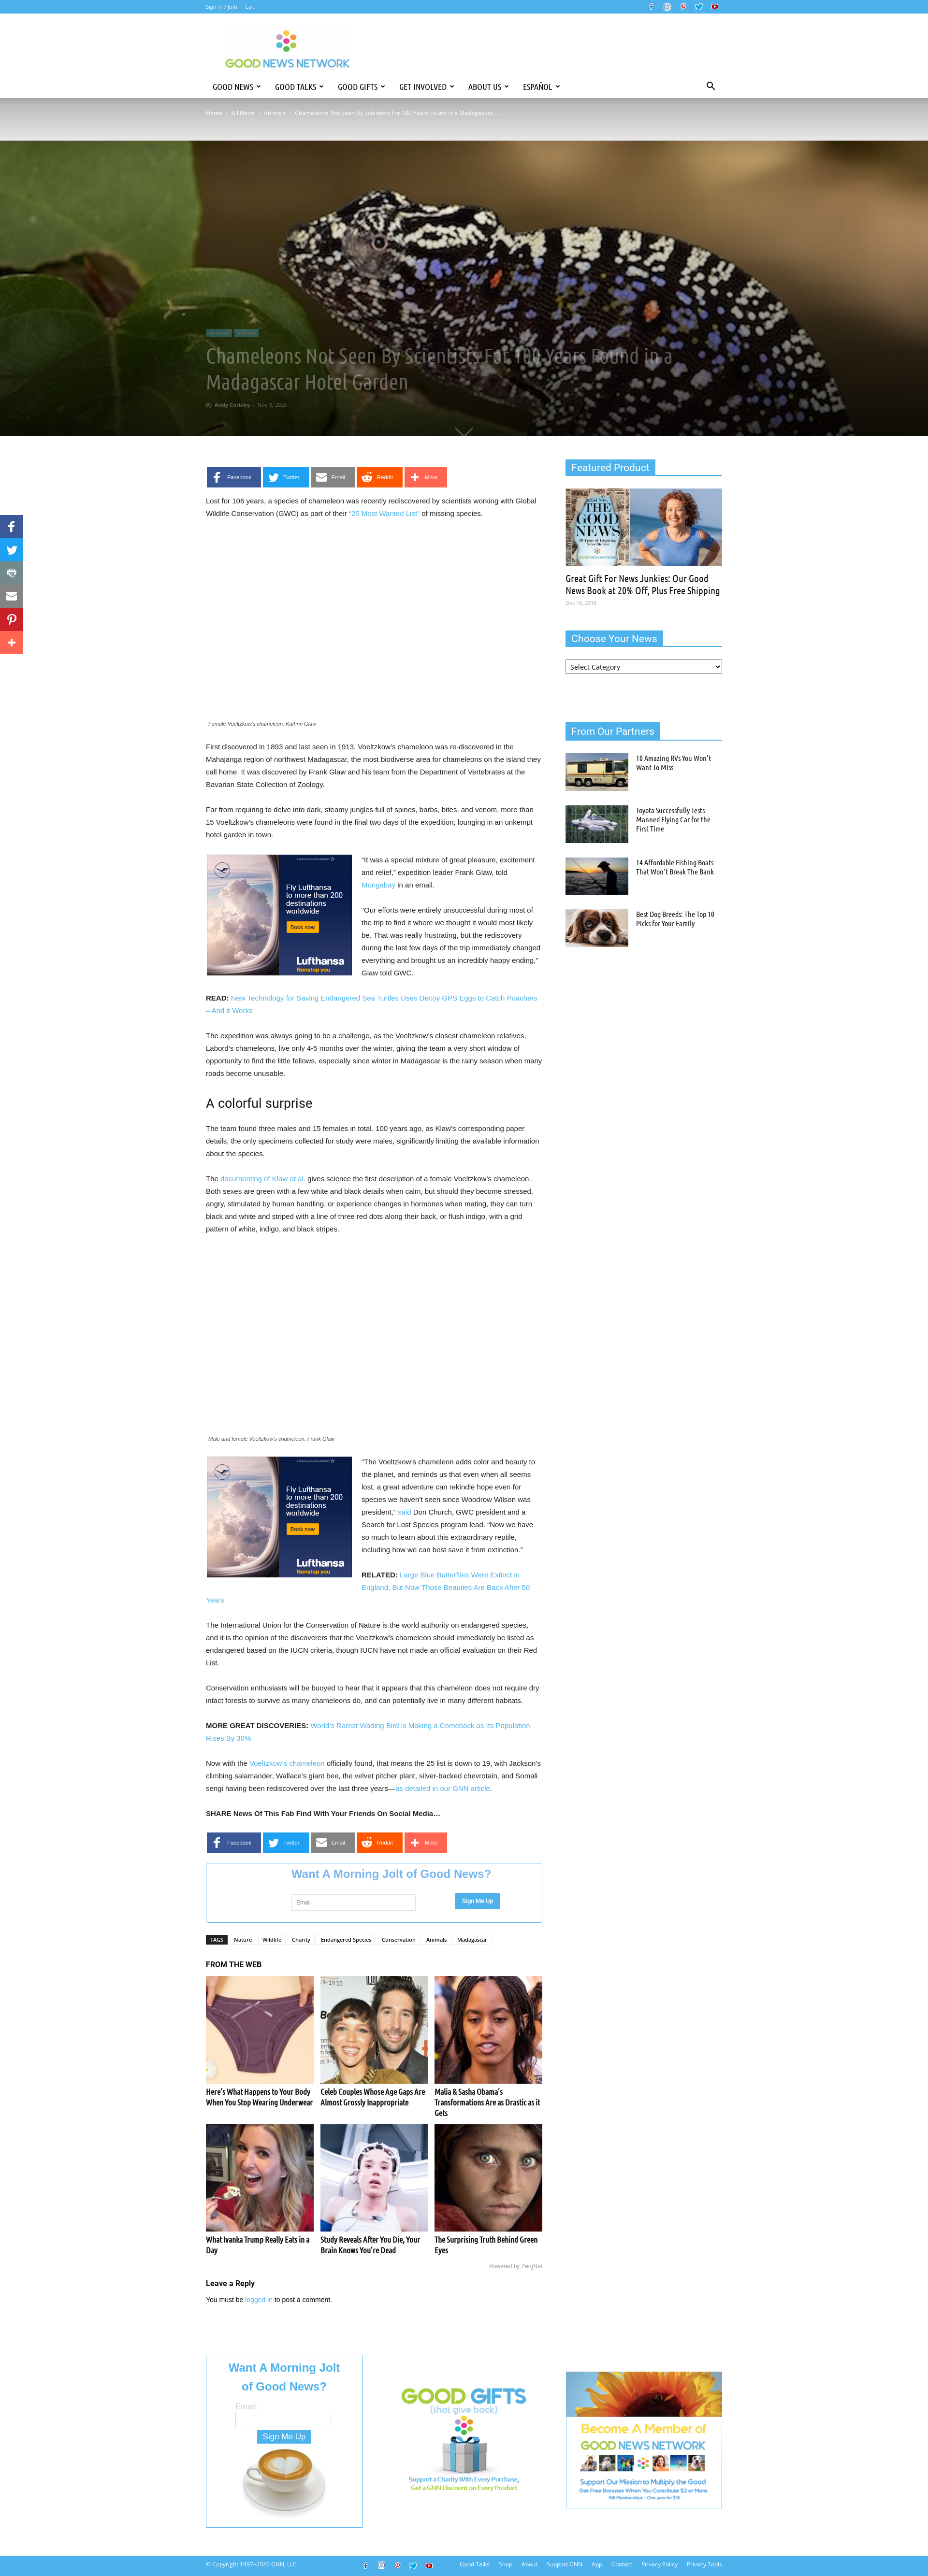 Sign in / Join Cart
GOOD NEWS NETWORK
GOOD NEWS GOOD TALKS GOOD GIFTS GET INVOLVED ABOUT US ESPAÑOL
Home › All News › Animals › Chameleons Not Seen By Scientists For 100 Years Found in a Madagascar...
Chameleons Not Seen By Scientists For 100 Years Found in a
Madagascar Hotel Garden
By Andy Corbley - Nov 3, 2020
Facebook Twitter Email Reddit More
Lost for 106 years, a species of chameleon was recently rediscovered by scientists working with Global
Wildlife Conservation (GWC) as part of their “25 Most Wanted List” of missing species.
Female Voeltzkow's chameleon, Kathrin Glaw
First discovered in 1893 and last seen in 1913, Voeltzkow’s chameleon was re-discovered in the
Mahajanga region of northwest Madagascar, the most biodiverse area for chameleons on the island they
call home. It was discovered by Frank Glaw and his team from the Department of Vertebrates at the
Bavarian State Collection of Zoology.
Far from requiring to delve into dark, steamy jungles full of spines, barbs, bites, and venom, more than
15 Voeltzkow’s chameleons were found in the final two days of the expedition, lounging in an unkempt
hotel garden in town.
Fly Lufthansa
to more than 200
destinations
worldwide
Book now
Lufthansa
Nonstop you
“It was a special mixture of great pleasure, excitement
and relief,” expedition leader Frank Glaw, told
Mongabay in an email.
“Our efforts were entirely unsuccessful during most of
the trip to find it where we thought it would most likely
be. That was really frustrating, but the rediscovery
during the last few days of the trip immediately changed
everything and brought us an incredibly happy ending,”
Glaw told GWC.
READ: New Technology for Saving Endangered Sea Turtles Uses Decoy GPS Eggs to Catch Poachers
– And it Works
The expedition was always going to be a challenge, as the Voeltzkow’s closest chameleon relatives,
Labord’s chameleons, live only 4-5 months over the winter, giving the team a very short window of
opportunity to find the little fellows, especially since winter in Madagascar is the rainy season when many
roads become unusable.
A colorful surprise
The team found three males and 15 females in total. 100 years ago, as Klaw’s corresponding paper
details, the only specimens collected for study were males, significantly limiting the available information
about the species.
The documenting of Klaw et al. gives science the first description of a female Voeltzkow’s chameleon.
Both sexes are green with a few white and black details when calm, but should they become stressed,
angry, stimulated by human handling, or experience changes in hormones when mating, they can turn
black and white and striped with a line of three red dots along their back, or flush indigo, with a grid
pattern of white, indigo, and black stripes.
Male and female Voeltzkow's chameleon, Frank Glaw
Fly Lufthansa
to more than 200
destinations
worldwide
Book now
Lufthansa
Nonstop you
“The Voeltzkow’s chameleon adds color and beauty to
the planet, and reminds us that even when all seems
lost, a great adventure can rekindle hope even for
species we haven’t seen since Woodrow Wilson was
president,” said Don Church, GWC president and a
Search for Lost Species program lead. “Now we have
so much to learn about this extraordinary reptile,
including how we can best save it from extinction.”
RELATED: Large Blue Butterflies Were Extinct in
England, But Now Those Beauties Are Back After 50
Years
The International Union for the Conservation of Nature is the world authority on endangered species,
and it is the opinion of the discoverers that the Voeltzkow’s chameleon should immediately be listed as
endangered based on the IUCN criteria, though IUCN have not made an official evaluation on their Red
List.
Conservation enthusiasts will be buoyed to hear that it appears that this chameleon does not require dry
intact forests to survive as many chameleons do, and can potentially live in many different habitats.
MORE GREAT DISCOVERIES: World’s Rarest Wading Bird is Making a Comeback as Its Population
Rises By 30%
Now with the Voeltzkow’s chameleon officially found, that means the 25 list is down to 19, with Jackson’s
climbing salamander, Wallace’s giant bee, the velvet pitcher plant, silver-backed chevrotain, and Somali
sengi having been rediscovered over the last three years—as detailed in our GNN article.
SHARE News Of This Fab Find With Your Friends On Social Media…
Facebook Twitter Email Reddit More
Want A Morning Jolt of Good News?
Email
Sign Me Up
TAGS Nature Wildlife Charity Endangered Species Conservation Animals Madagascar
FROM THE WEB
Here's What Happens to Your Body
When You Stop Wearing Underwear
Celeb Couples Whose Age Gaps Are
Almost Grossly Inappropriate
Malia & Sasha Obama's
Transformations Are as Drastic as it
Gets
What Ivanka Trump Really Eats in a
Day
Study Reveals After You Die, Your
Brain Knows You're Dead
The Surprising Truth Behind Green
Eyes
Powered by ZergNet
Leave a Reply
You must be logged in to post a comment.
Featured Product
THE
GOOD
NEWS
Great Gift For News Junkies: Our Good
News Book at 20% Off, Plus Free Shipping
Dec 16, 2019
Choose Your News
Select Category
From Our Partners
10 Amazing RVs You Won't
Want To Miss
Toyota Successfully Tests
Manned Flying Car for the
First Time
14 Affordable Fishing Boats
That Won't Break The Bank
Best Dog Breeds: The Top 10
Picks for Your Family
Want A Morning Jolt
of Good News?
Email:
Sign Me Up
GOOD GIFTS
(that give back)
Support a Charity With Every Purchase,
Get a GNN Discount on Every Product
Become A Member of
GOOD NEWS NETWORK
Support Our Mission to Multiply the Good
Get Free Bonuses When You Contribute $2 or More
Gift Memberships - One year for $15
© Copyright 1997-2020 GNN, LLC
Good Talks Shop About Support GNN App Contact Privacy Policy Privacy Tools